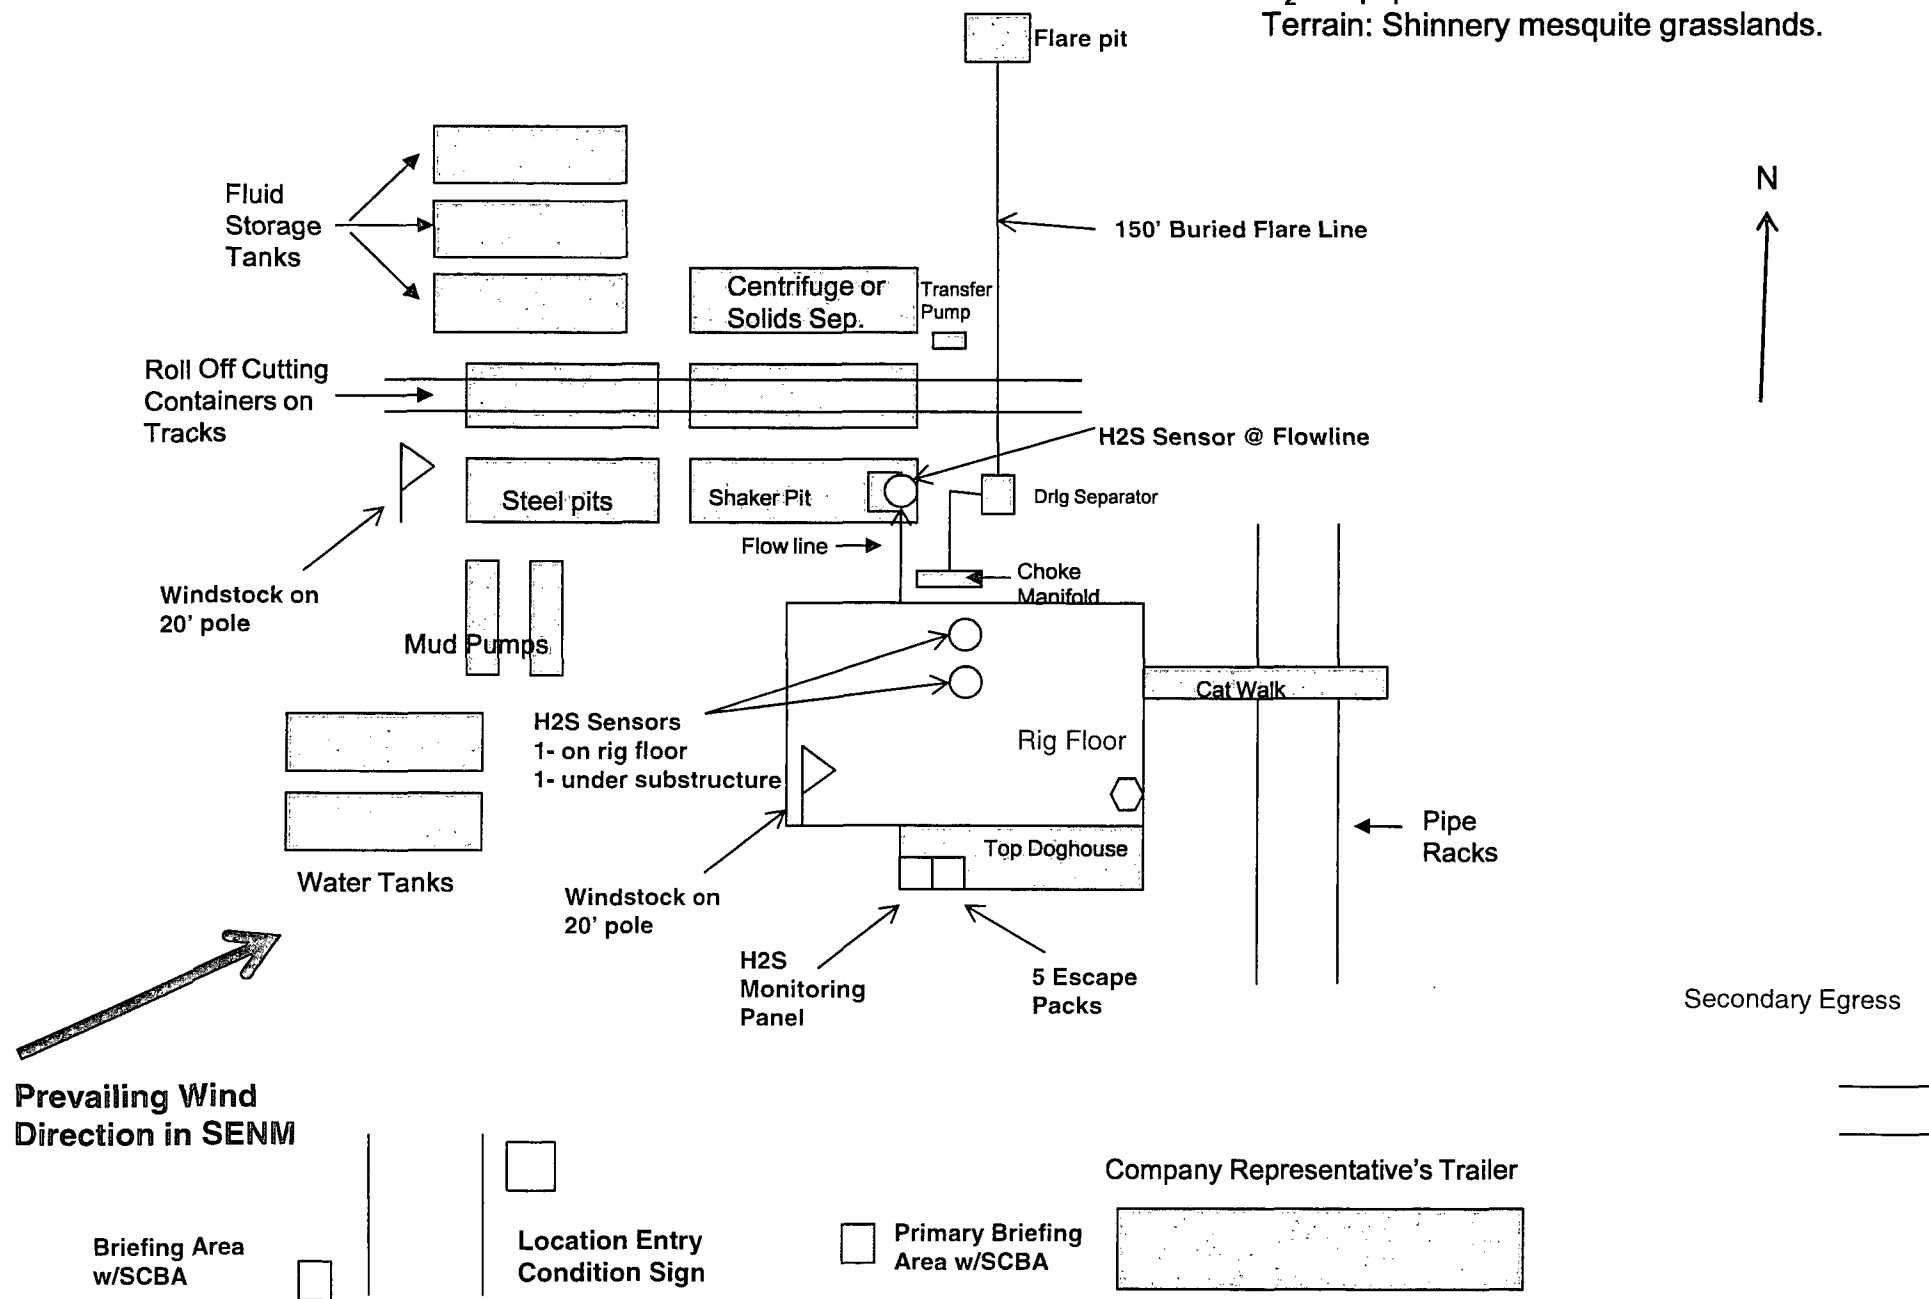 Terrain: Shinnery mesquite grasslands.
Flare pit
N
Fluid
Storage
Tanks
150' Buried Flare Line
Centrifuge or
Solids Sep.
Transfer
Pump
Roll Off Cutting
Containers on
Tracks
H2S Sensor @ Flowline
Steel pits
Shaker Pit
Drlg Separator
Flow line
Choke
Manifold
Windstock on
20' pole
Mud Pumps
Cat Walk
H2S Sensors
1- on rig floor
1- under substructure
Rig Floor
Pipe
Racks
Top Doghouse
Water Tanks
Windstock on
20' pole
H2S
Monitoring
Panel
5 Escape
Packs
Secondary Egress
Prevailing Wind
Direction in SENM
Company Representative's Trailer
Briefing Area
w/SCBA
Location Entry
Condition Sign
Primary Briefing
Area w/SCBA